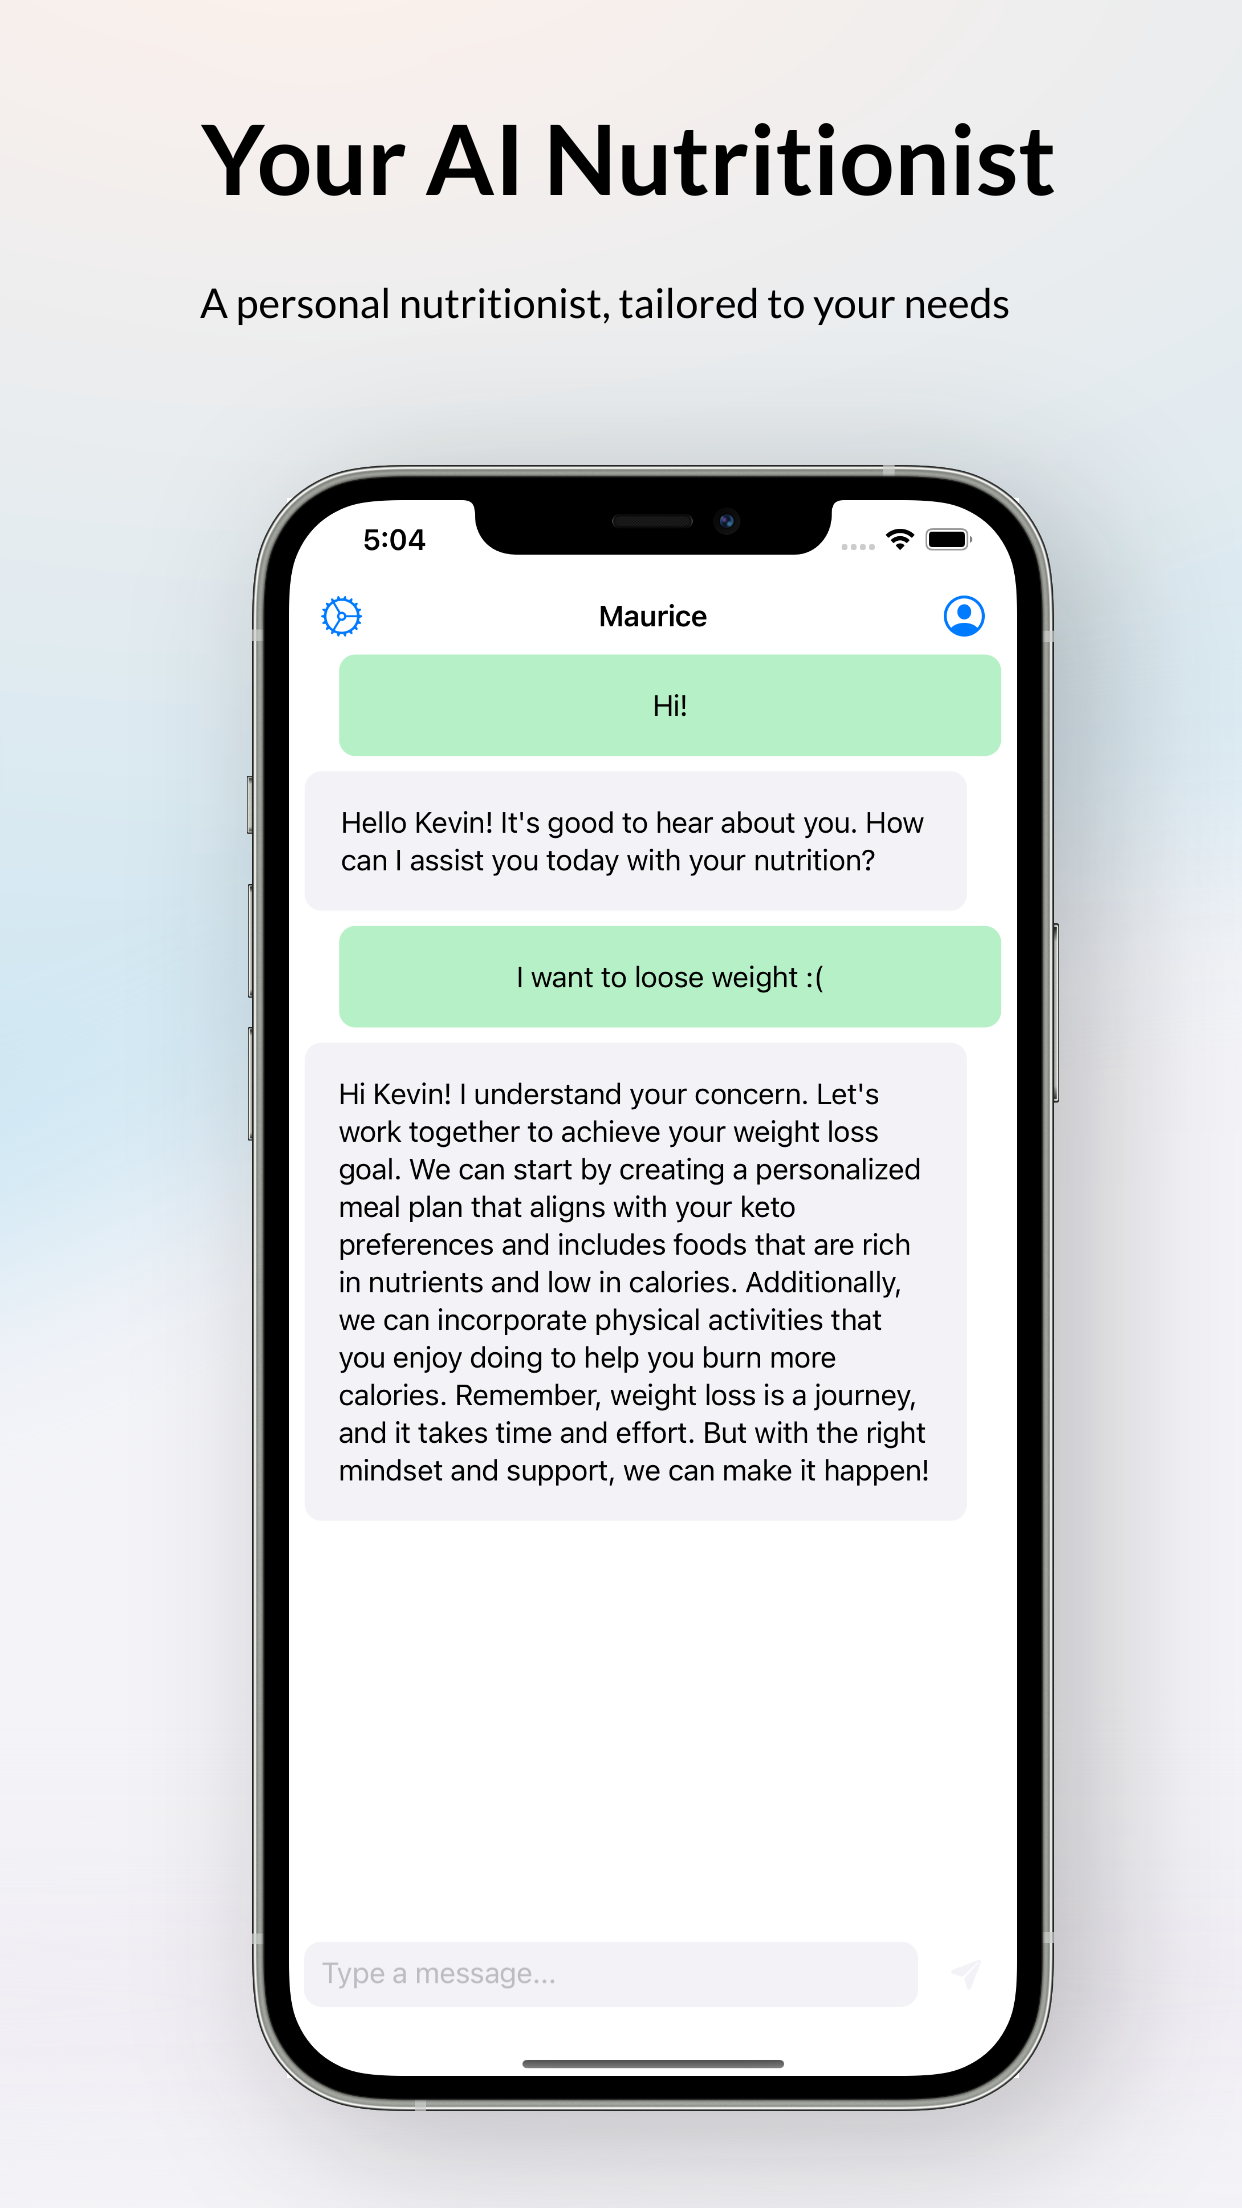 Your AI Nutritionist
A personal nutritionist, tailored to your needs
5:04
Maurice
Hi!
Hello Kevin! It's good to hear about you. How
can I assist you today with your nutrition?
I want to loose weight :(
Hi Kevin! I understand your concern. Let's
work together to achieve your weight loss
goal. We can start by creating a personalized
meal plan that aligns with your keto
preferences and includes foods that are rich
in nutrients and low in calories. Additionally,
we can incorporate physical activities that
you enjoy doing to help you burn more
calories. Remember, weight loss is a journey,
and it takes time and effort. But with the right
mindset and support, we can make it happen!
Type a message...